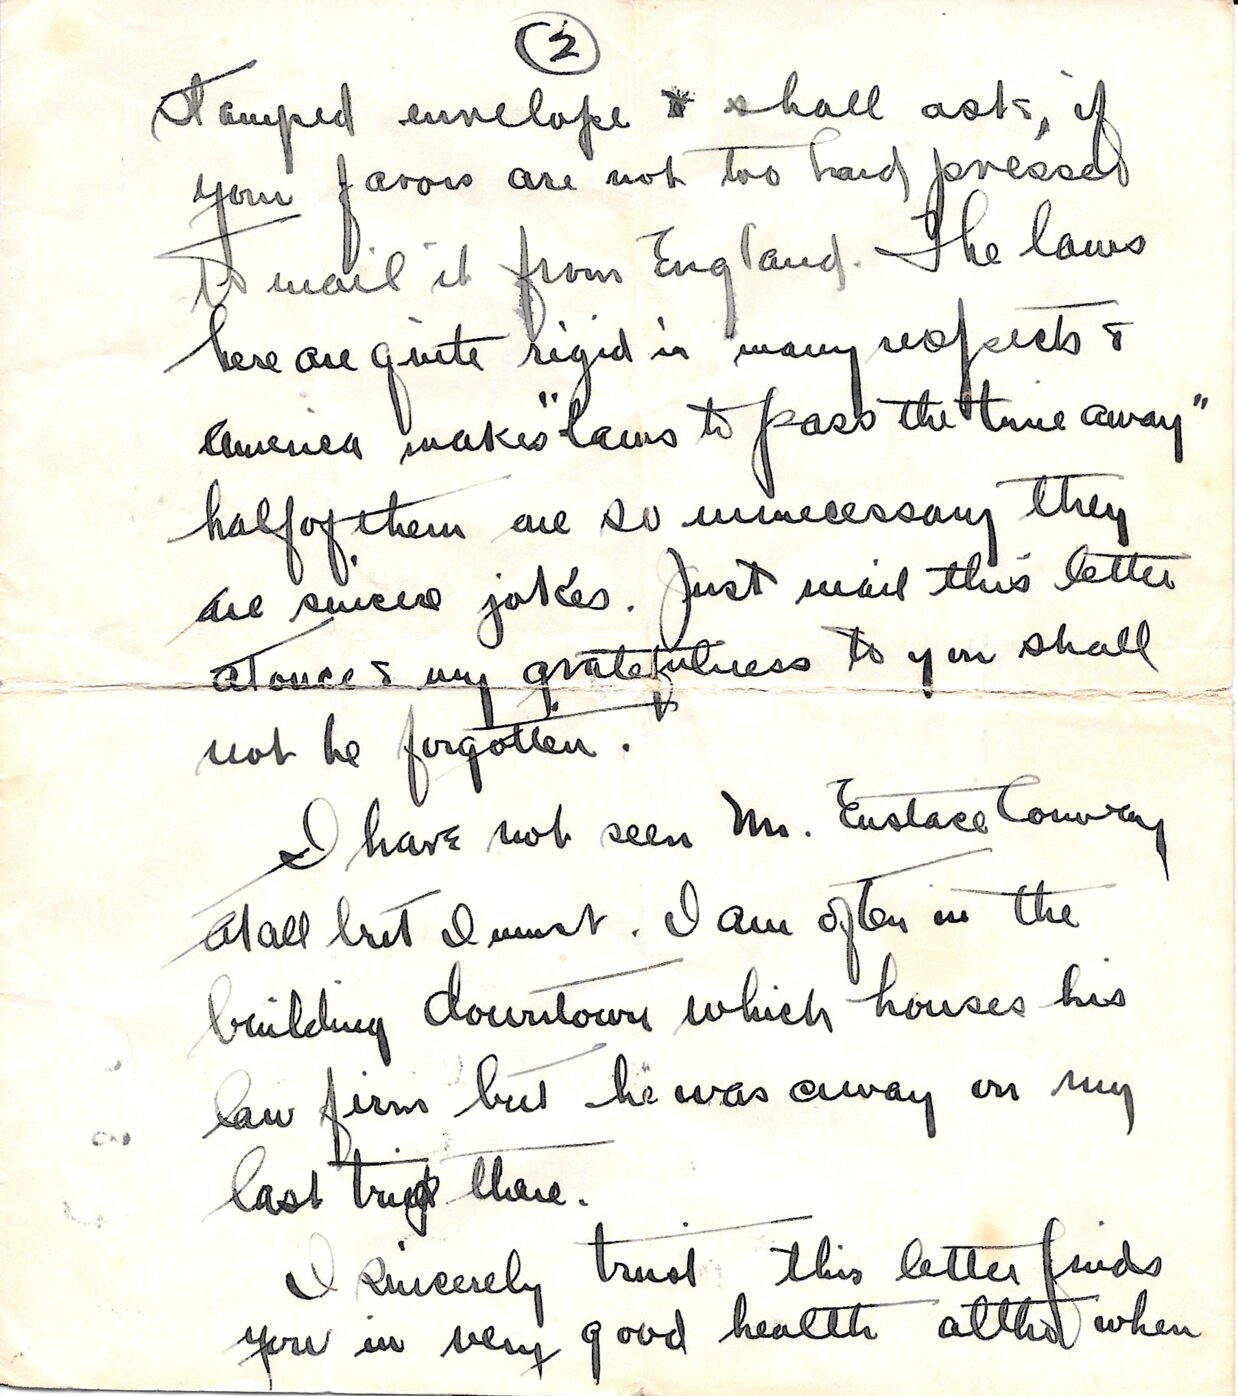 (2)
stamped envelope & shall ask, if
your favors are not too hard pressed
to mail it from England. The laws
here are quite rigid in many respects &
America makes "laws to pass the time away"
half of them are so unnecessary they
are sincere jokes. Just mail this letter
at once & my gratefulness to you shall
not be forgotten.
I have not seen Mr. Eustace Conway
at all but I must. I am often in the
building downtown which houses his
law firm but he was away on my
last trip there.
I sincerely trust this letter finds
you in very good health altho when